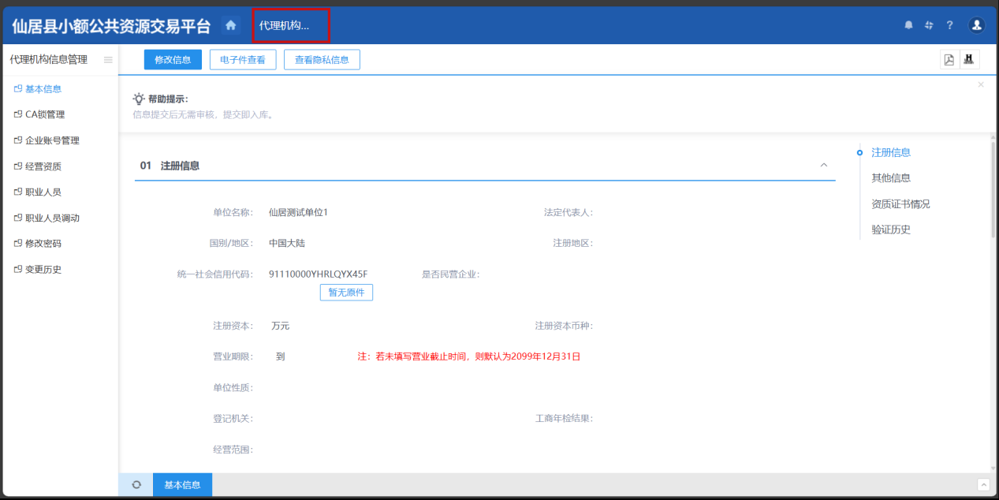 仙居县小额公共资源交易平台
代理机构...
?
代理机构信息管理
修改信息
电子件查看
查看隐私信息
基本信息
CA锁管理
企业账号管理
经营资质
职业人员
职业人员调动
修改密码
变更历史
帮助提示：
信息提交后无需审核，提交即入库。
01 注册信息
单位名称： 仙居测试单位1 法定代表人：
国别/地区： 中国大陆 注册地区：
统一社会信用代码： 91110000YHRLQYX45F 是否民营企业：
暂无原件
注册资本： 万元 注册资本币种：
营业期限： 到 注：若未填写营业截止时间，则默认为2099年12月31日
单位性质：
登记机关： 工商年检结果：
经营范围：
注册信息
其他信息
资质证书情况
验证历史
基本信息